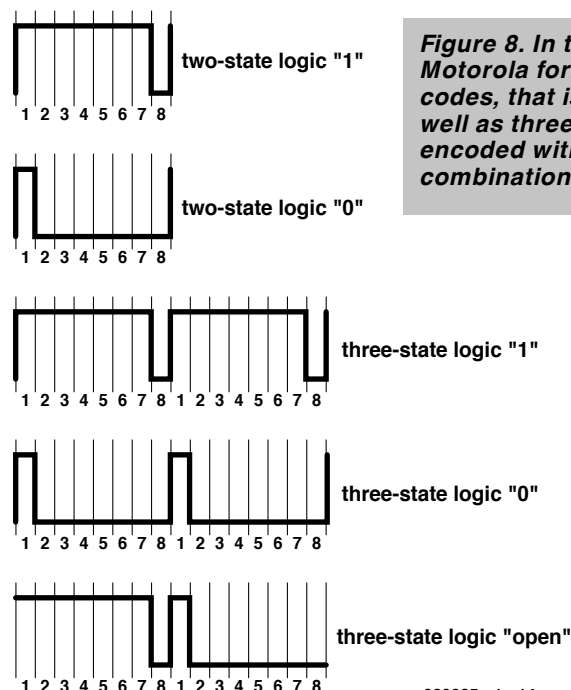 two-state logic "1"
1 2 3 4 5 6 7 8
Figure 8. In t
Motorola for
codes, that is
well as three
encoded with
combination
two-state logic "0"
1 2 3 4 5 6 7 8
three-state logic "1"
1 2 3 4 5 6 7 8 1 2 3 4 5 6 7 8
three-state logic "0"
1 2 3 4 5 6 7 8 1 2 3 4 5 6 7 8
three-state logic "open"
1 2 3 4 5 6 7 8 1 2 3 4 5 6 7 8